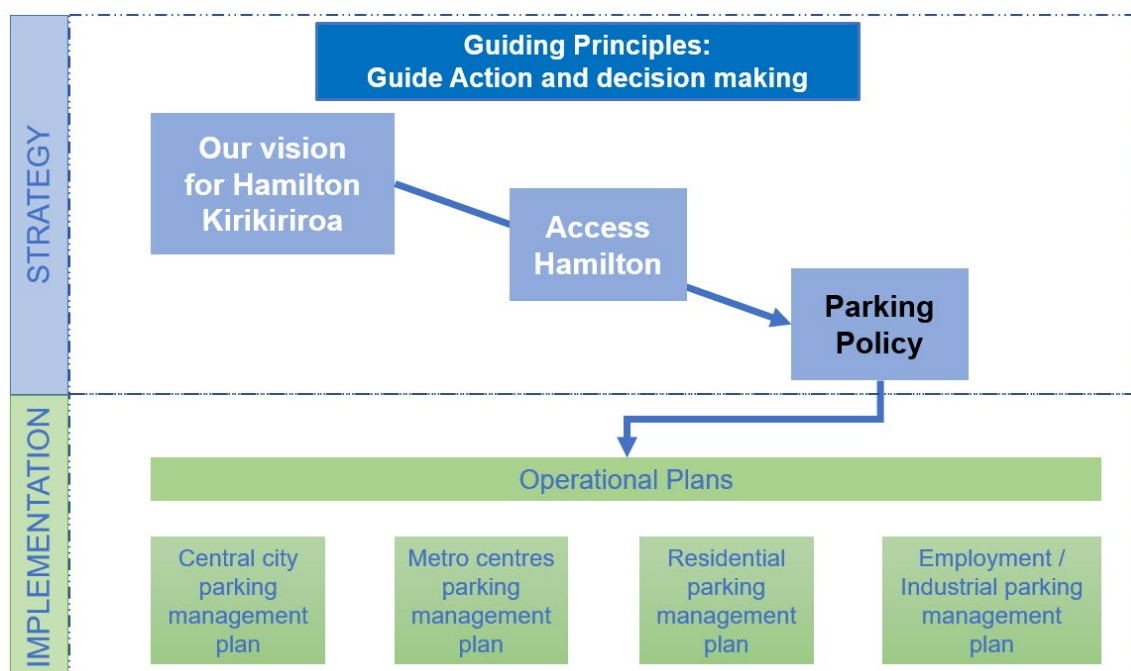 Guiding Principles:
Guide Action and decision making
STRATEGY
Our vision
for Hamilton
Kirikiriroa
Access
Hamilton
Parking
Policy
IMPLEMENTATION
Operational Plans
Central city
parking
management
plan
Metro centres
parking
management
plan
Residential
parking
management
plan
Employment /
Industrial parking
management
plan